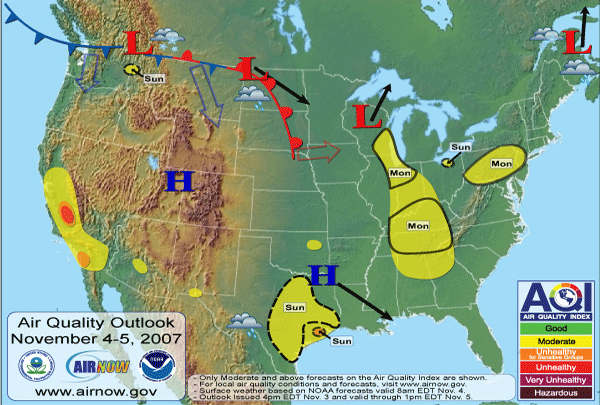 L
L
L
L
Sun
Sun
Mon
Mon
Mon
H
H
Sun
Sun
Air Quality Outlook
November 4-5, 2007
AIRNOW
NOAA
www.airnow.gov
- Only Moderate and above forecasts on the Air Quality Index are shown.
- For local air quality conditions and forecasts, visit www.airnow.gov.
- Surface weather based on NOAA forecasts valid 8am EDT Nov. 4.
- Outlook Issued 4pm EDT Nov. 3 and valid through 1pm EDT Nov. 5.
AQI
AIR QUALITY INDEX
Good
Moderate
Unhealthy
for Sensitive Groups
Unhealthy
Very Unhealthy
Hazardous